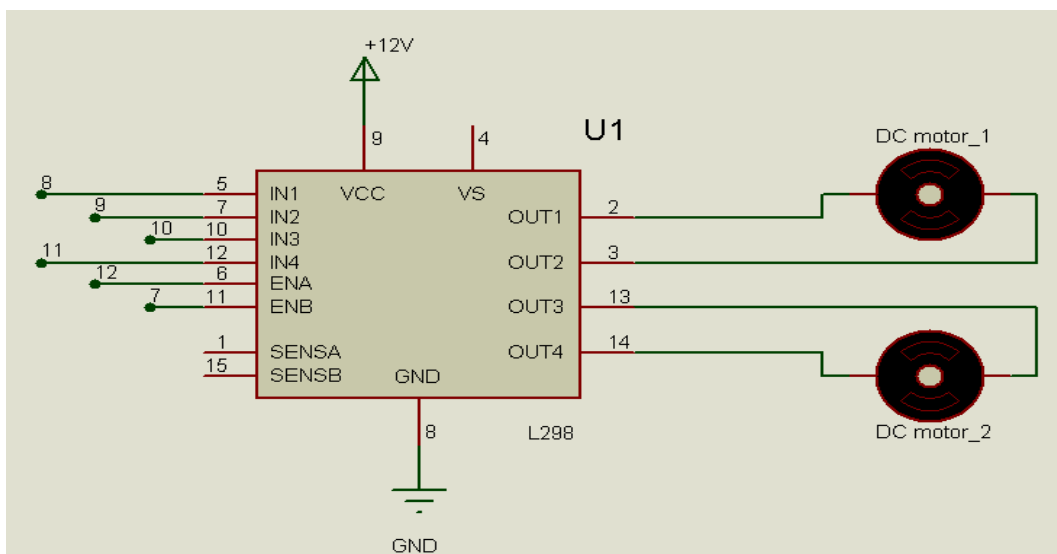 +12V
9
4
U1
DC motor_1
8
5
IN1
VCC
VS
9
7
IN2
OUT1
2
10
10
IN3
11
12
IN4
OUT2
3
12
6
ENA
7
11
ENB
OUT3
13
1
SENSA
OUT4
14
15
SENSB
GND
8
L298
DC motor_2
GND